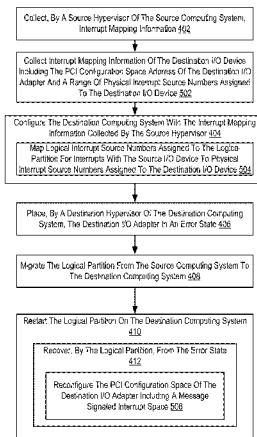 Collect, By A Source Hypervisor Of The Source Computing System,
Interrupt Mapping Information 402
Collect Interrupt Mapping Information Of The Destination I/O Device
Including The PCI Configuration Space Address Of The Destination I/O
Adapter And A Range Of Physical Interrupt Source Numbers Assigned
To The Destination I/O Device 502
Configure The Destination Computing System With The Interrupt Mapping
Information Collected By The Source Hypervisor 404
Map Logical Interrupt Source Numbers Assigned To The Logical
Partition For Interrupts With The Source I/O Device To Physical
Interrupt Source Numbers Assigned To The Destination I/O Device 504
Place, By A Destination Hypervisor Of The Destination Computing
System, The Destination I/O Adapter In An Error State 406
Migrate The Logical Partition From The Source Computing System To
The Destination Computing System 408
Restart The Logical Partition On The Destination Computing System
410
Recover, By The Logical Partition, From The Error State
412
Reconfigure The PCI Configuration Space Of The
Destination I/O Adapter Including A Message
Signaled Interrupt Space 506